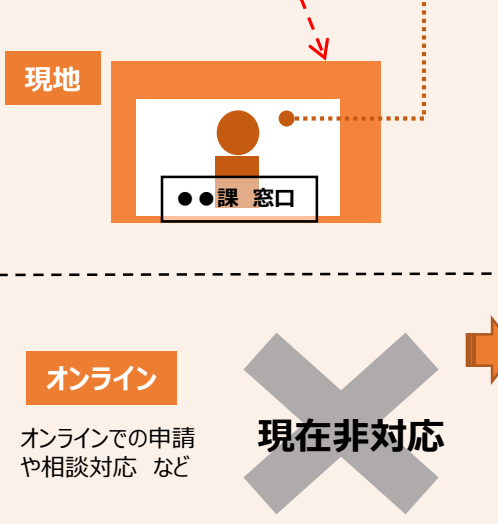 現地
●●課 窓口
オンライン
オンラインでの申請
や相談対応 など
現在非対応